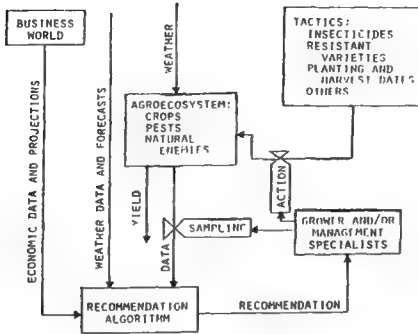 BUSINESS
WORLD
TACTICS:
INSECTICIDES
RESISTANT
VARIETIES
PLANTING AND
HARVEST DATES
OTHERS
WEATHER
AGROECOSYSTEM:
CROPS
PESTS
NATURAL
ENEMIES
ECONOMIC DATA AND PROJECTIONS
WEATHER DATA AND FORECASTS
YIELD
DATA
SAMPLING
ACTION
GROWER AND/OR
MANAGEMENT
SPECIALISTS
RECOMMENDATION
ALGORITHM
RECOMMENDATION